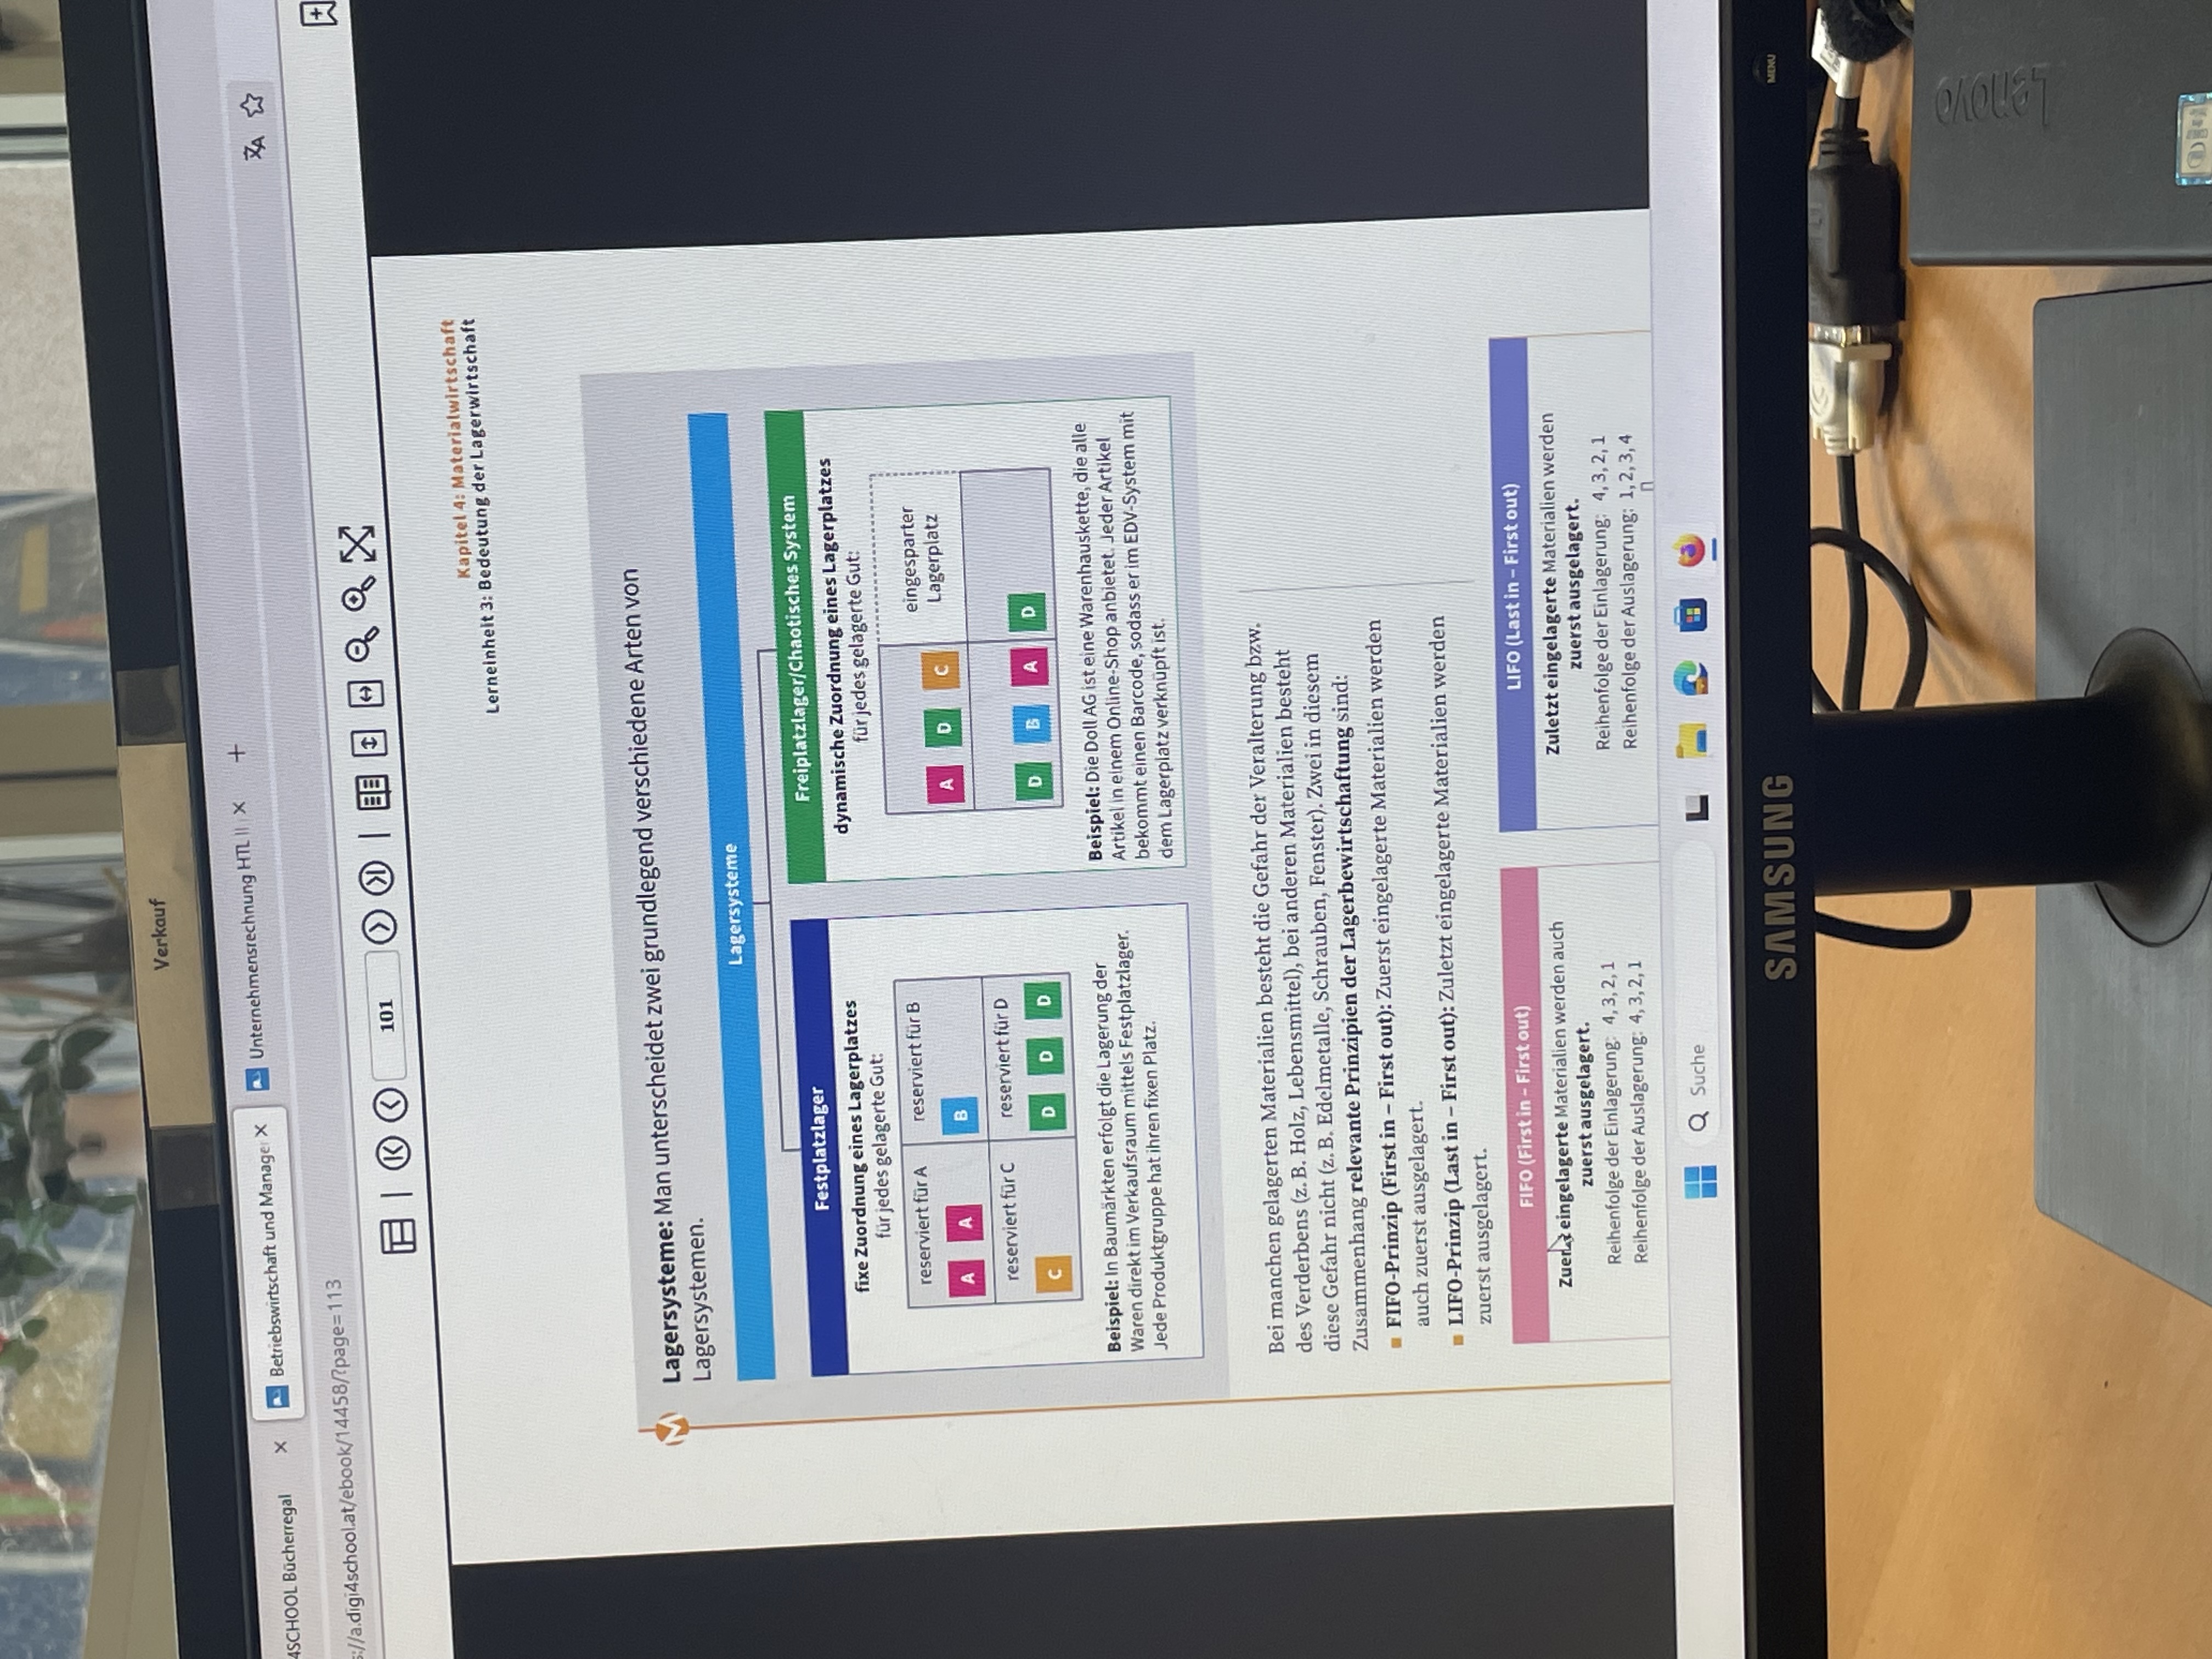 Verkauf
4SCHOOL Bücherregal
Betriebswirtschaft und Manage
Unternehmensrechnung HTL II
://a.digi4school.at/ebook/14458/?page=113
101
Kapitel 4: Materialwirtschaft
Lerneinheit 3: Bedeutung der Lagerwirtschaft
M
Lagersysteme: Man unterscheidet zwei grundlegend verschiedene Arten von
Lagersystemen.
Lagersysteme
Festplatzlager
fixe Zuordnung eines Lagerplatzes
für jedes gelagerte Gut:
reserviert für A
reserviert für B
A A
B
reserviert für C
reserviert für D
C
D D D
Beispiel: In Baumärkten erfolgt die Lagerung der
Waren direkt im Verkaufsraum mittels Festplatzlager.
Jede Produktgruppe hat ihren fixen Platz.
Freiplatzlager/Chaotisches System
dynamische Zuordnung eines Lagerplatzes
für jedes gelagerte Gut:
A D C
eingesparter
Lagerplatz
D B A D
Beispiel: Die Doll AG ist eine Warenhauskette, die alle
Artikel in einem Online-Shop anbietet. Jeder Artikel
bekommt einen Barcode, sodass er im EDV-System mit
dem Lagerplatz verknüpft ist.
Bei manchen gelagerten Materialien besteht die Gefahr der Veralterung bzw.
des Verderbens (z. B. Holz, Lebensmittel), bei anderen Materialien besteht
diese Gefahr nicht (z. B. Edelmetalle, Schrauben, Fenster). Zwei in diesem
Zusammenhang relevante Prinzipien der Lagerbewirtschaftung sind:
FIFO-Prinzip (First in – First out): Zuerst eingelagerte Materialien werden
auch zuerst ausgelagert.
LIFO-Prinzip (Last in – First out): Zuletzt eingelagerte Materialien werden
zuerst ausgelagert.
FIFO (First in – First out)
Zuerst eingelagerte Materialien werden auch
zuerst ausgelagert.
Reihenfolge der Einlagerung: 4, 3, 2, 1
Reihenfolge der Auslagerung: 4, 3, 2, 1
LIFO (Last in – First out)
Zuletzt eingelagerte Materialien werden
zuerst ausgelagert.
Reihenfolge der Einlagerung: 4, 3, 2, 1
Reihenfolge der Auslagerung: 1, 2, 3, 4
Suche
SAMSUNG
MENU
Lenovo